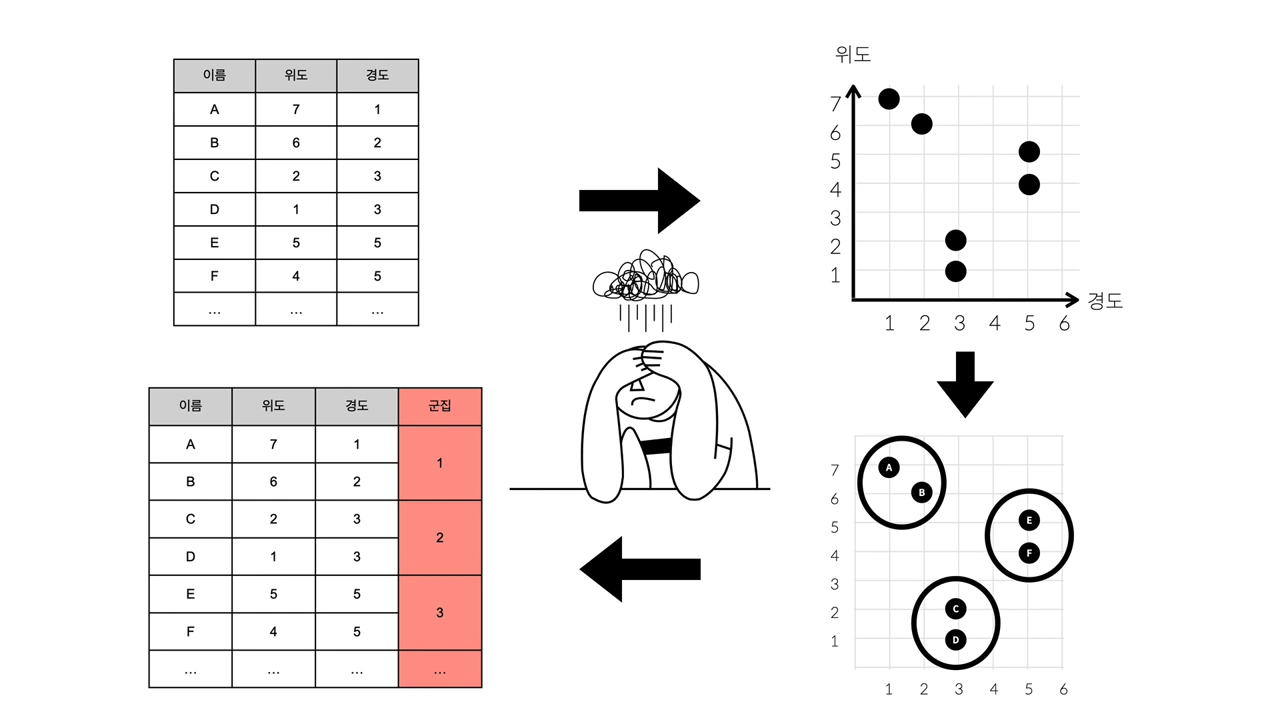 이름 위도 경도
A 7 1
B 6 2
C 2 3
D 1 3
E 5 5
F 4 5
... ... ...
위도
7
6
5
4
3
2
1
경도
1 2 3 4 5 6
이름 위도 경도 군집
A 7 1 1
B 6 2
C 2 3 2
D 1 3
E 5 5 3
F 4 5
... ... ... ...
7
6
5
4
3
2
1
A
B
E
F
C
D
1 2 3 4 5 6